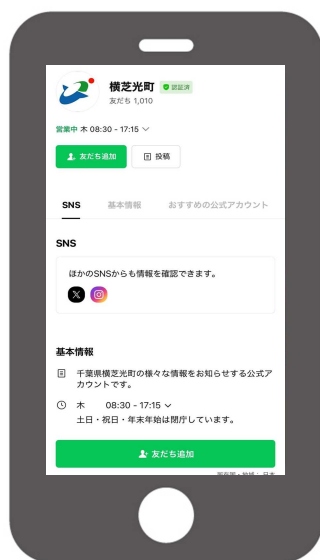 横芝光町 認証済
友だち 1,010
営業中 木 08:30 - 17:15
友だち追加 投稿
SNS 基本情報 おすすめの公式アカウント
SNS
ほかのSNSからも情報を確認できます。
基本情報
千葉県横芝光町の様々な情報をお知らせする公式ア
カウントです。
木 08:30 - 17:15
土日・祝日・年末年始は閉庁しています。
友だち追加